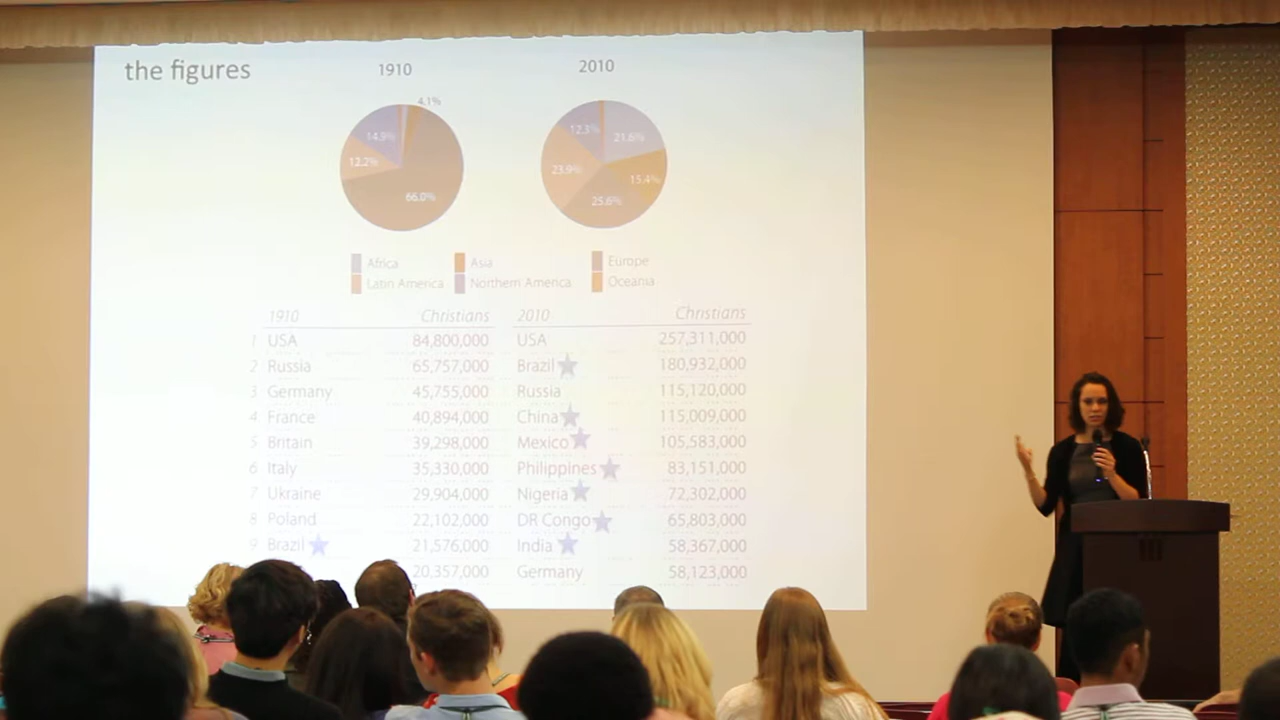 the figures
1910 2010
4.1%
14.9% 12.3% 21.6%
12.2% 23.9% 15.4%
66.0% 25.6%
Africa Asia Europe
Latin America Northern America Oceania
1910 Christians 2010 Christians
1 USA 84,800,000 USA 257,311,000
2 Russia 65,757,000 Brazil 180,932,000
3 Germany 45,755,000 Russia 115,120,000
4 France 40,894,000 China 115,009,000
5 Britain 39,298,000 Mexico 105,583,000
6 Italy 35,330,000 Philippines 83,151,000
7 Ukraine 29,904,000 Nigeria 72,302,000
8 Poland 22,102,000 DR Congo 65,803,000
9 Brazil 21,576,000 India 58,367,000
20,357,000 Germany 58,123,000